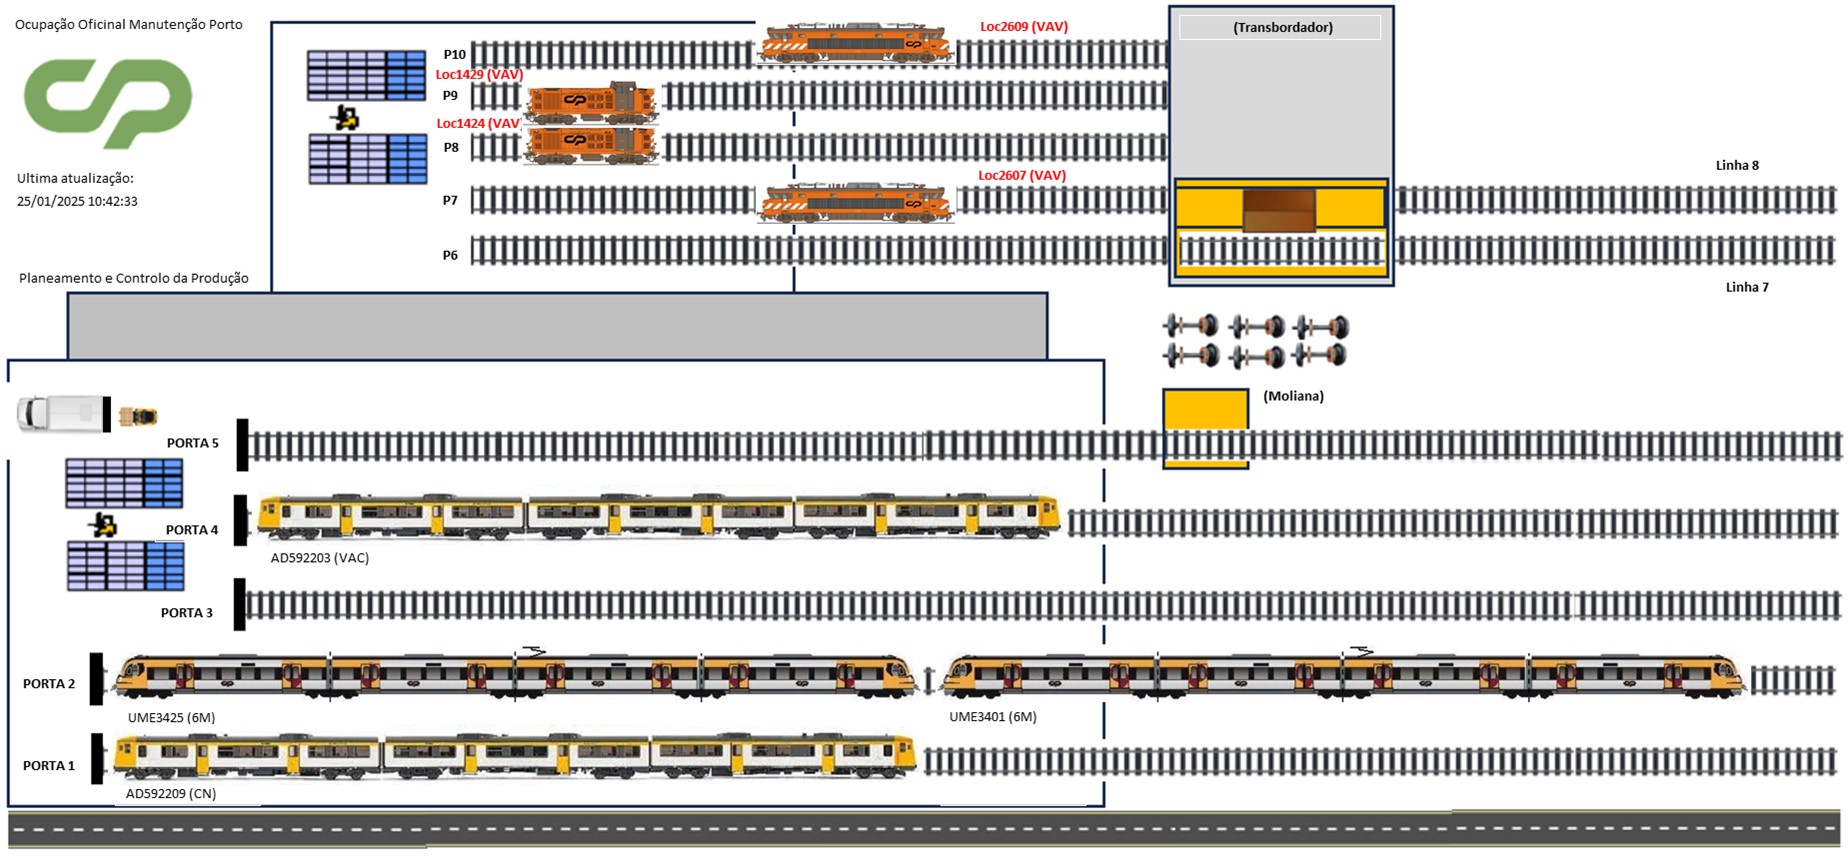 Ocupação Oficinal Manutenção Porto
Loc2609 (VAV)
(Transbordador)
P10
Loc1429 (VAV)
P9
Loc1424 (VAV)
P8
Ultima atualização:
25/01/2025 10:42:33
Loc2607 (VAV)
Linha 8
P7
P6
Planeamento e Controlo da Produção
Linha 7
(Moliana)
PORTA 5
PORTA 4
AD592203 (VAC)
PORTA 3
PORTA 2
UME3425 (6M)
UME3401 (6M)
PORTA 1
AD592209 (CN)